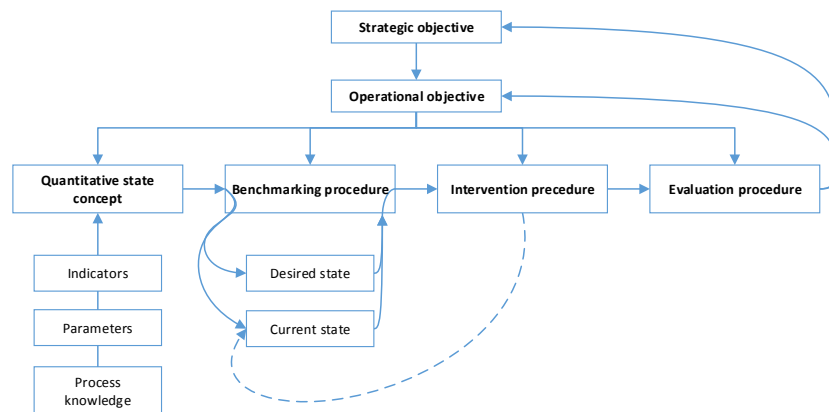 Strategic objective
Operational objective
Quantitative state
concept
Benchmarking procedure
Intervention precedure
Evaluation procedure
Indicators
Desired state
Parameters
Current state
Process
knowledge